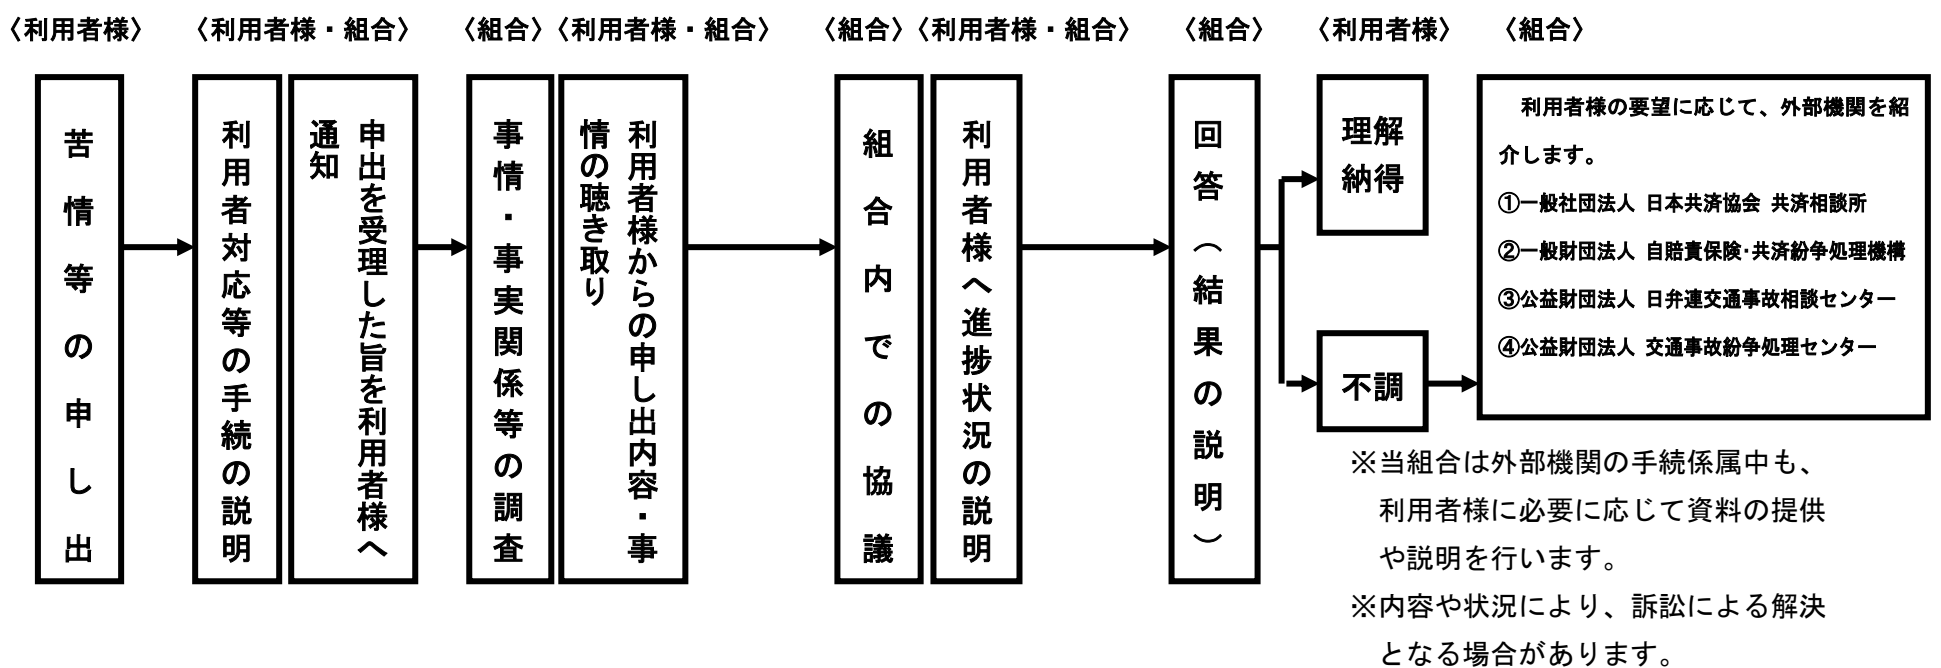 〈利用者様〉
〈利用者様・組合〉
〈組合〉
〈利用者様・組合〉
〈組合〉
〈利用者様・組合〉
〈組合〉
〈利用者様〉
〈組合〉
苦情等の申し出
利用者対応等の手続の説明
申出を受理した旨を利用者様へ
通知
事情・事実関係等の調査
利用者様からの申し出内容・事
情の聴き取り
組合内での協議
利用者様へ進捗状況の説明
回答（結果の説明）
理解
納得
不調
利用者様の要望に応じて、外部機関を紹
介します。
①一般社団法人 日本共済協会 共済相談所
②一般財団法人 自賠責保険・共済紛争処理機構
③公益財団法人 日弁連交通事故相談センター
④公益財団法人 交通事故紛争処理センター
※当組合は外部機関の手続係属中も、
利用者様に必要に応じて資料の提供
や説明を行います。
※内容や状況により、訴訟による解決
となる場合があります。